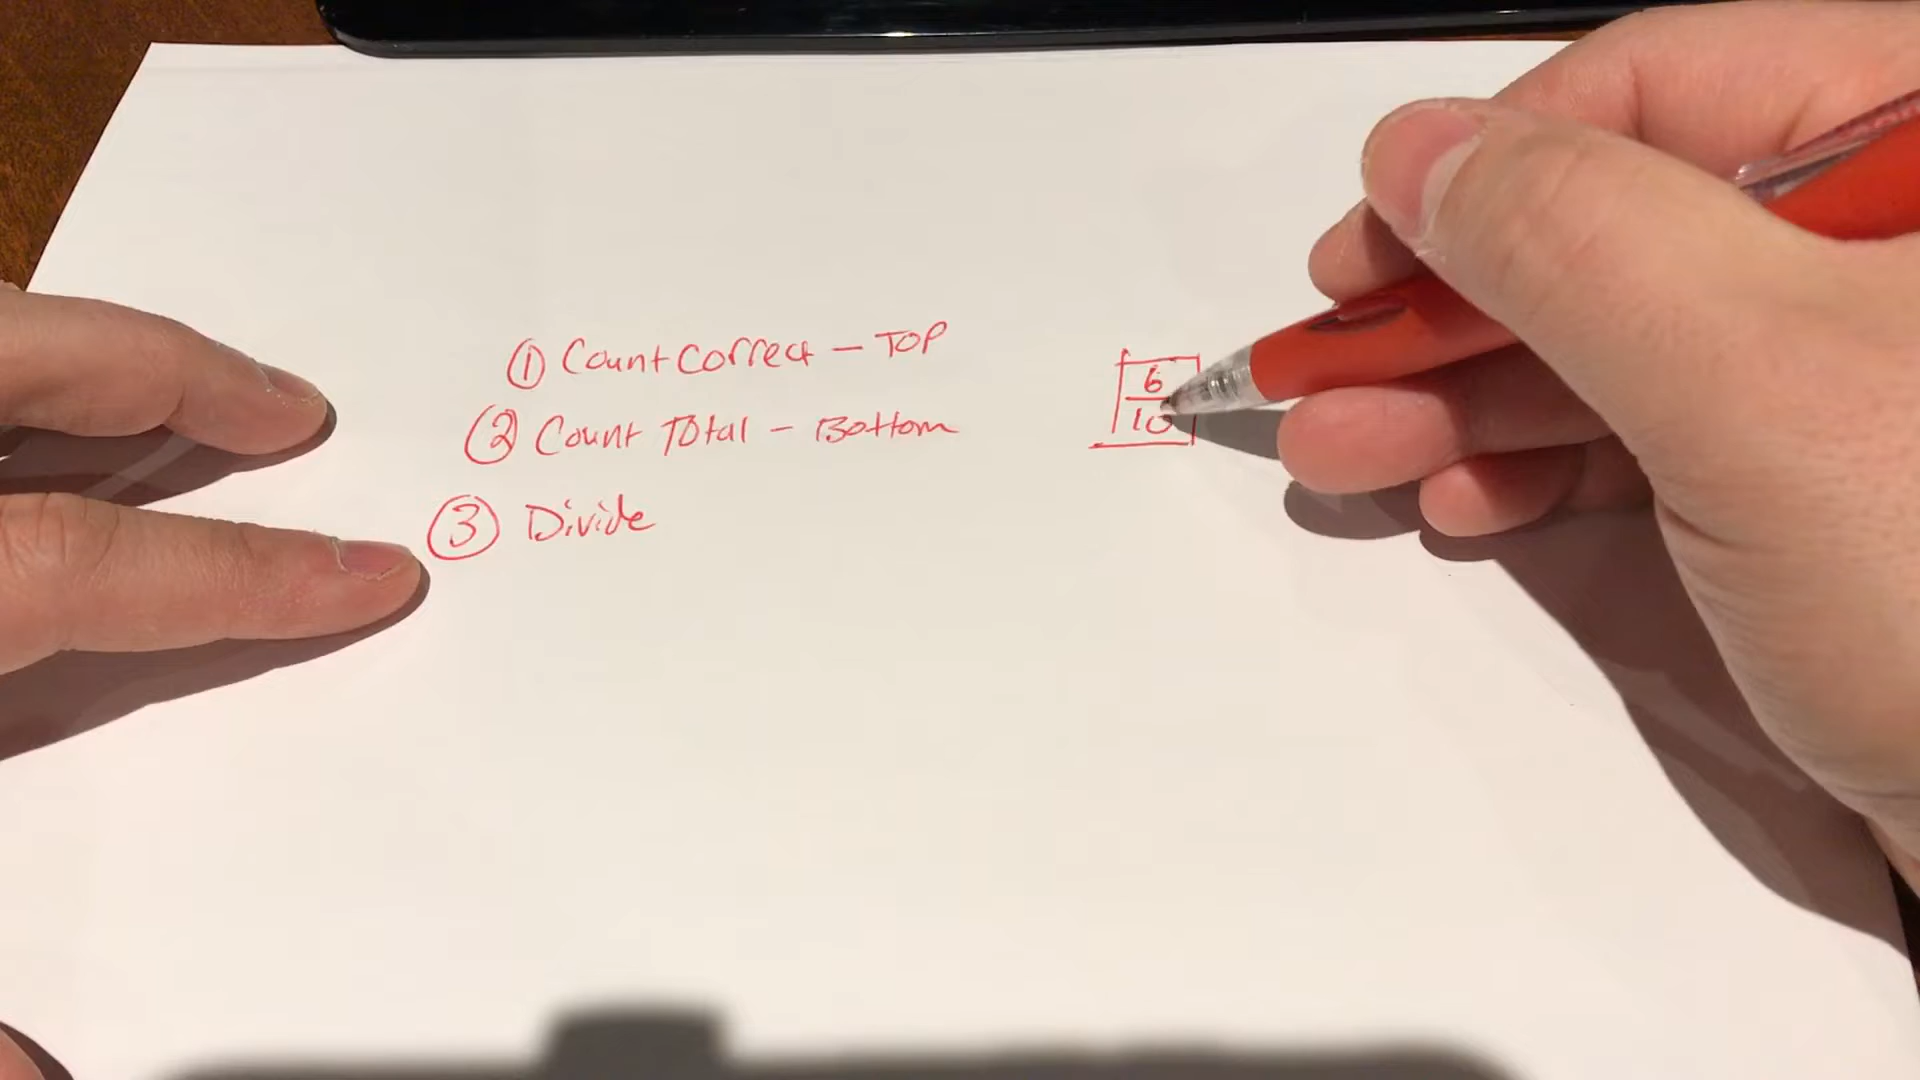 ① Count Correct - TOP
② Count Total - Bottom
③ Divide
6
10